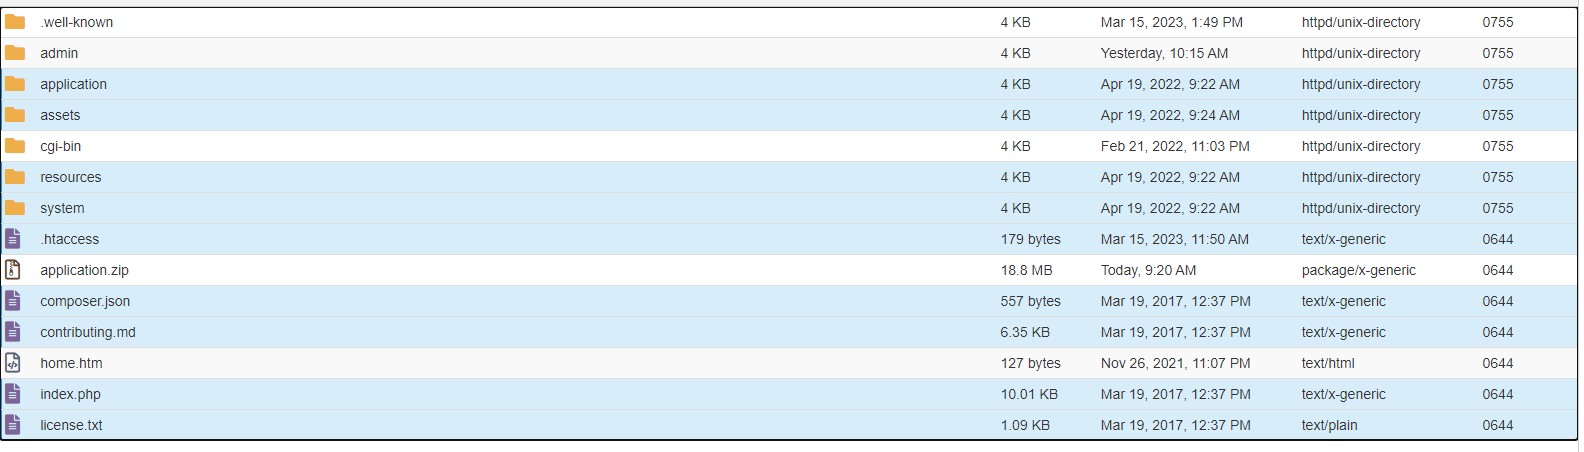 .well-known 4 KB Mar 15, 2023, 1:49 PM httpd/unix-directory 0755
admin 4 KB Yesterday, 10:15 AM httpd/unix-directory 0755
application 4 KB Apr 19, 2022, 9:22 AM httpd/unix-directory 0755
assets 4 KB Apr 19, 2022, 9:24 AM httpd/unix-directory 0755
cgi-bin 4 KB Feb 21, 2022, 11:03 PM httpd/unix-directory 0755
resources 4 KB Apr 19, 2022, 9:22 AM httpd/unix-directory 0755
system 4 KB Apr 19, 2022, 9:22 AM httpd/unix-directory 0755
.htaccess 179 bytes Mar 15, 2023, 11:50 AM text/x-generic 0644
application.zip 18.8 MB Today, 9:20 AM package/x-generic 0644
composer.json 557 bytes Mar 19, 2017, 12:37 PM text/x-generic 0644
contributing.md 6.35 KB Mar 19, 2017, 12:37 PM text/x-generic 0644
home.htm 127 bytes Nov 26, 2021, 11:07 PM text/html 0644
index.php 10.01 KB Mar 19, 2017, 12:37 PM text/x-generic 0644
license.txt 1.09 KB Mar 19, 2017, 12:37 PM text/plain 0644